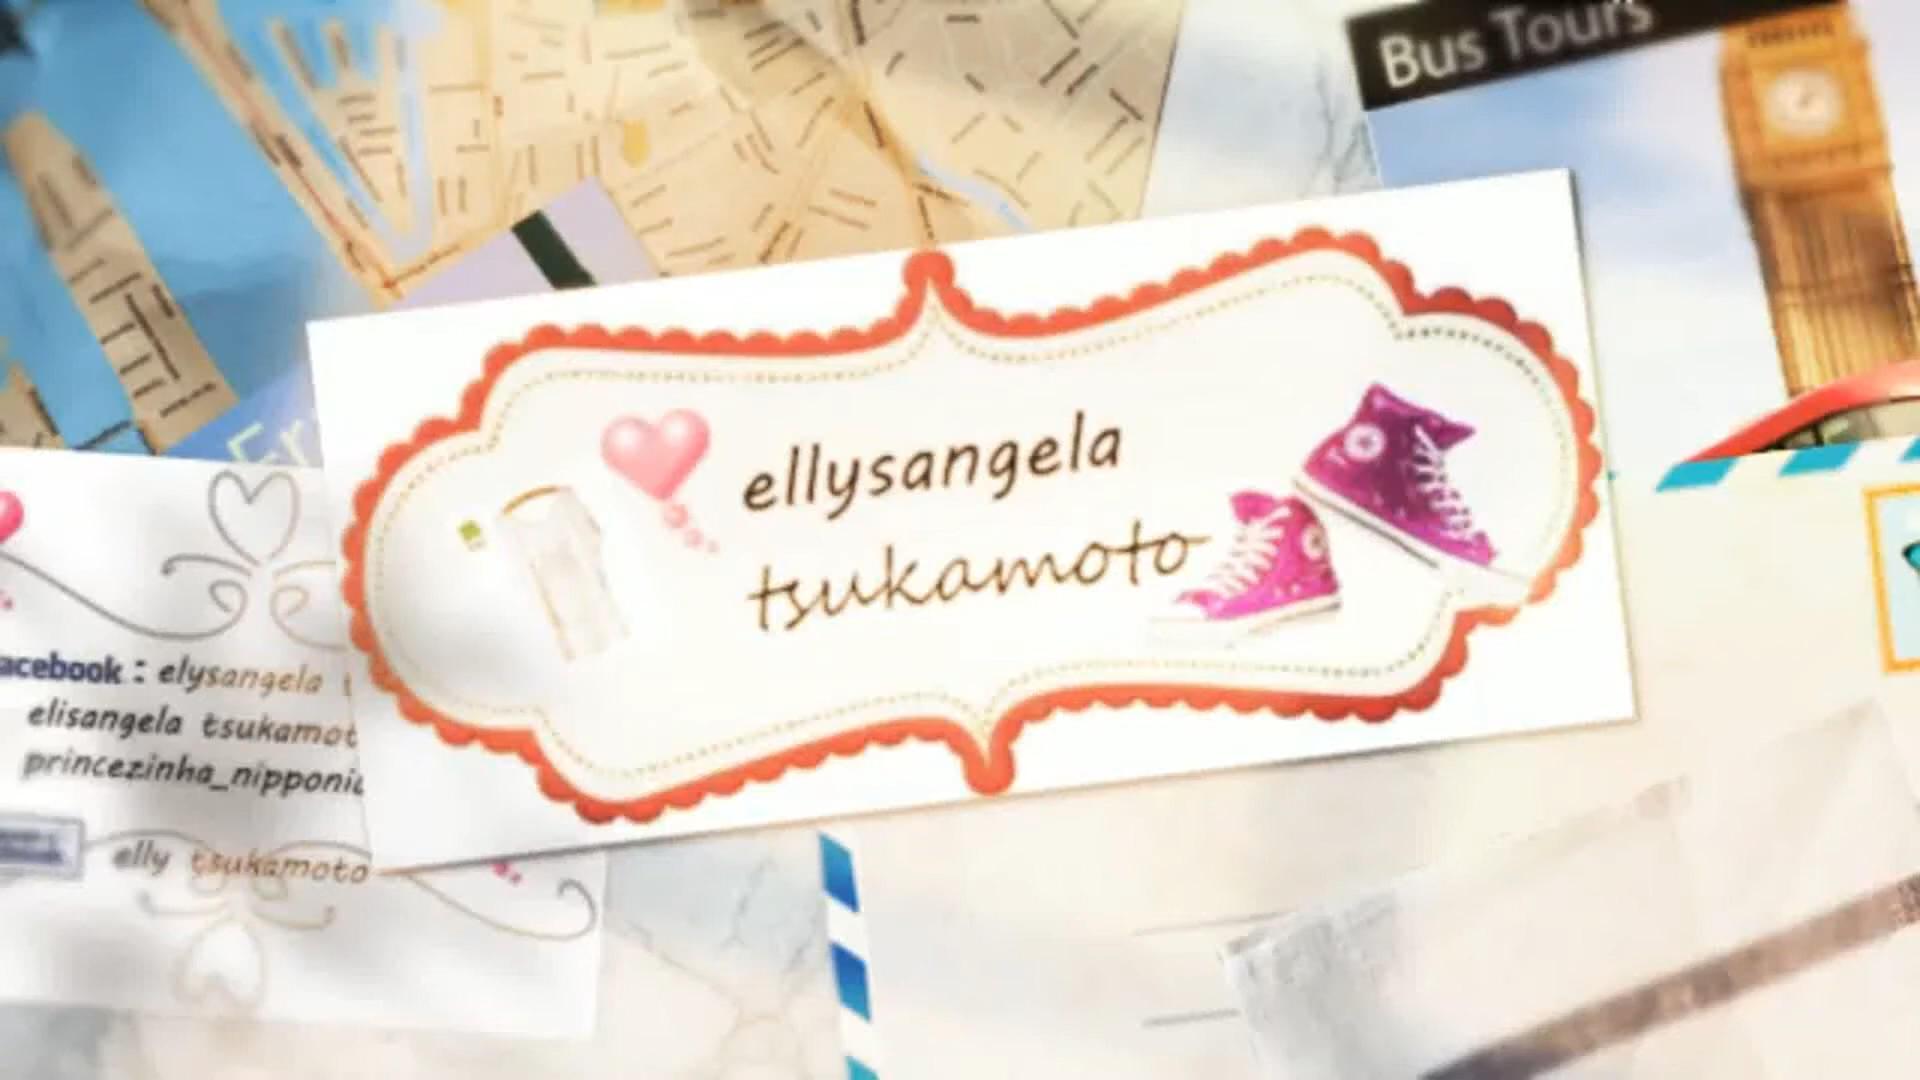 Bus Tours
ellysangela
tsukamoto
acebook : elysangela
elisangela tsukamot
princezinha_nipponi
elly tsukamoto